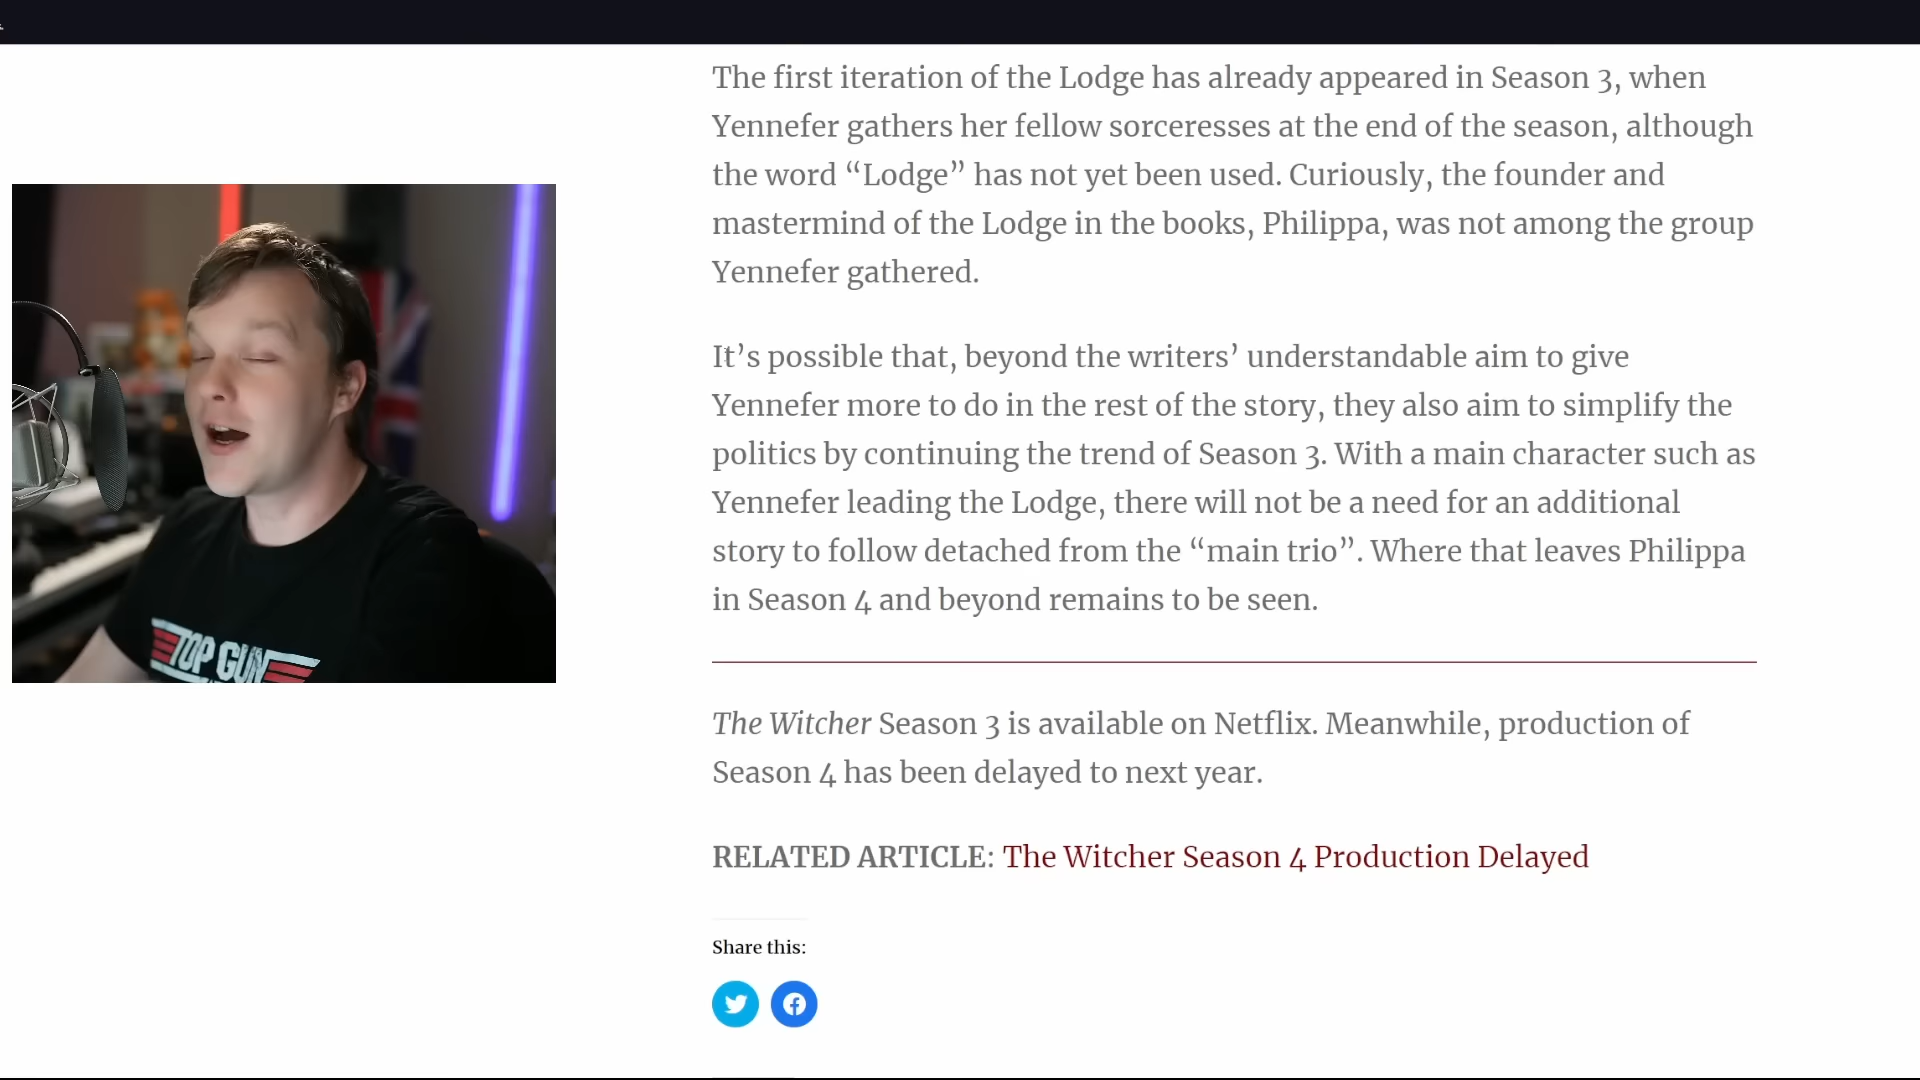 The first iteration of the Lodge has already appeared in Season 3, when
Yennefer gathers her fellow sorceresses at the end of the season, although
the word “Lodge” has not yet been used. Curiously, the founder and
mastermind of the Lodge in the books, Philippa, was not among the group
Yennefer gathered.
It’s possible that, beyond the writers’ understandable aim to give
Yennefer more to do in the rest of the story, they also aim to simplify the
politics by continuing the trend of Season 3. With a main character such as
Yennefer leading the Lodge, there will not be a need for an additional
story to follow detached from the “main trio”. Where that leaves Philippa
in Season 4 and beyond remains to be seen.
TOP GUN
The Witcher Season 3 is available on Netflix. Meanwhile, production of
Season 4 has been delayed to next year.
RELATED ARTICLE: The Witcher Season 4 Production Delayed
Share this: